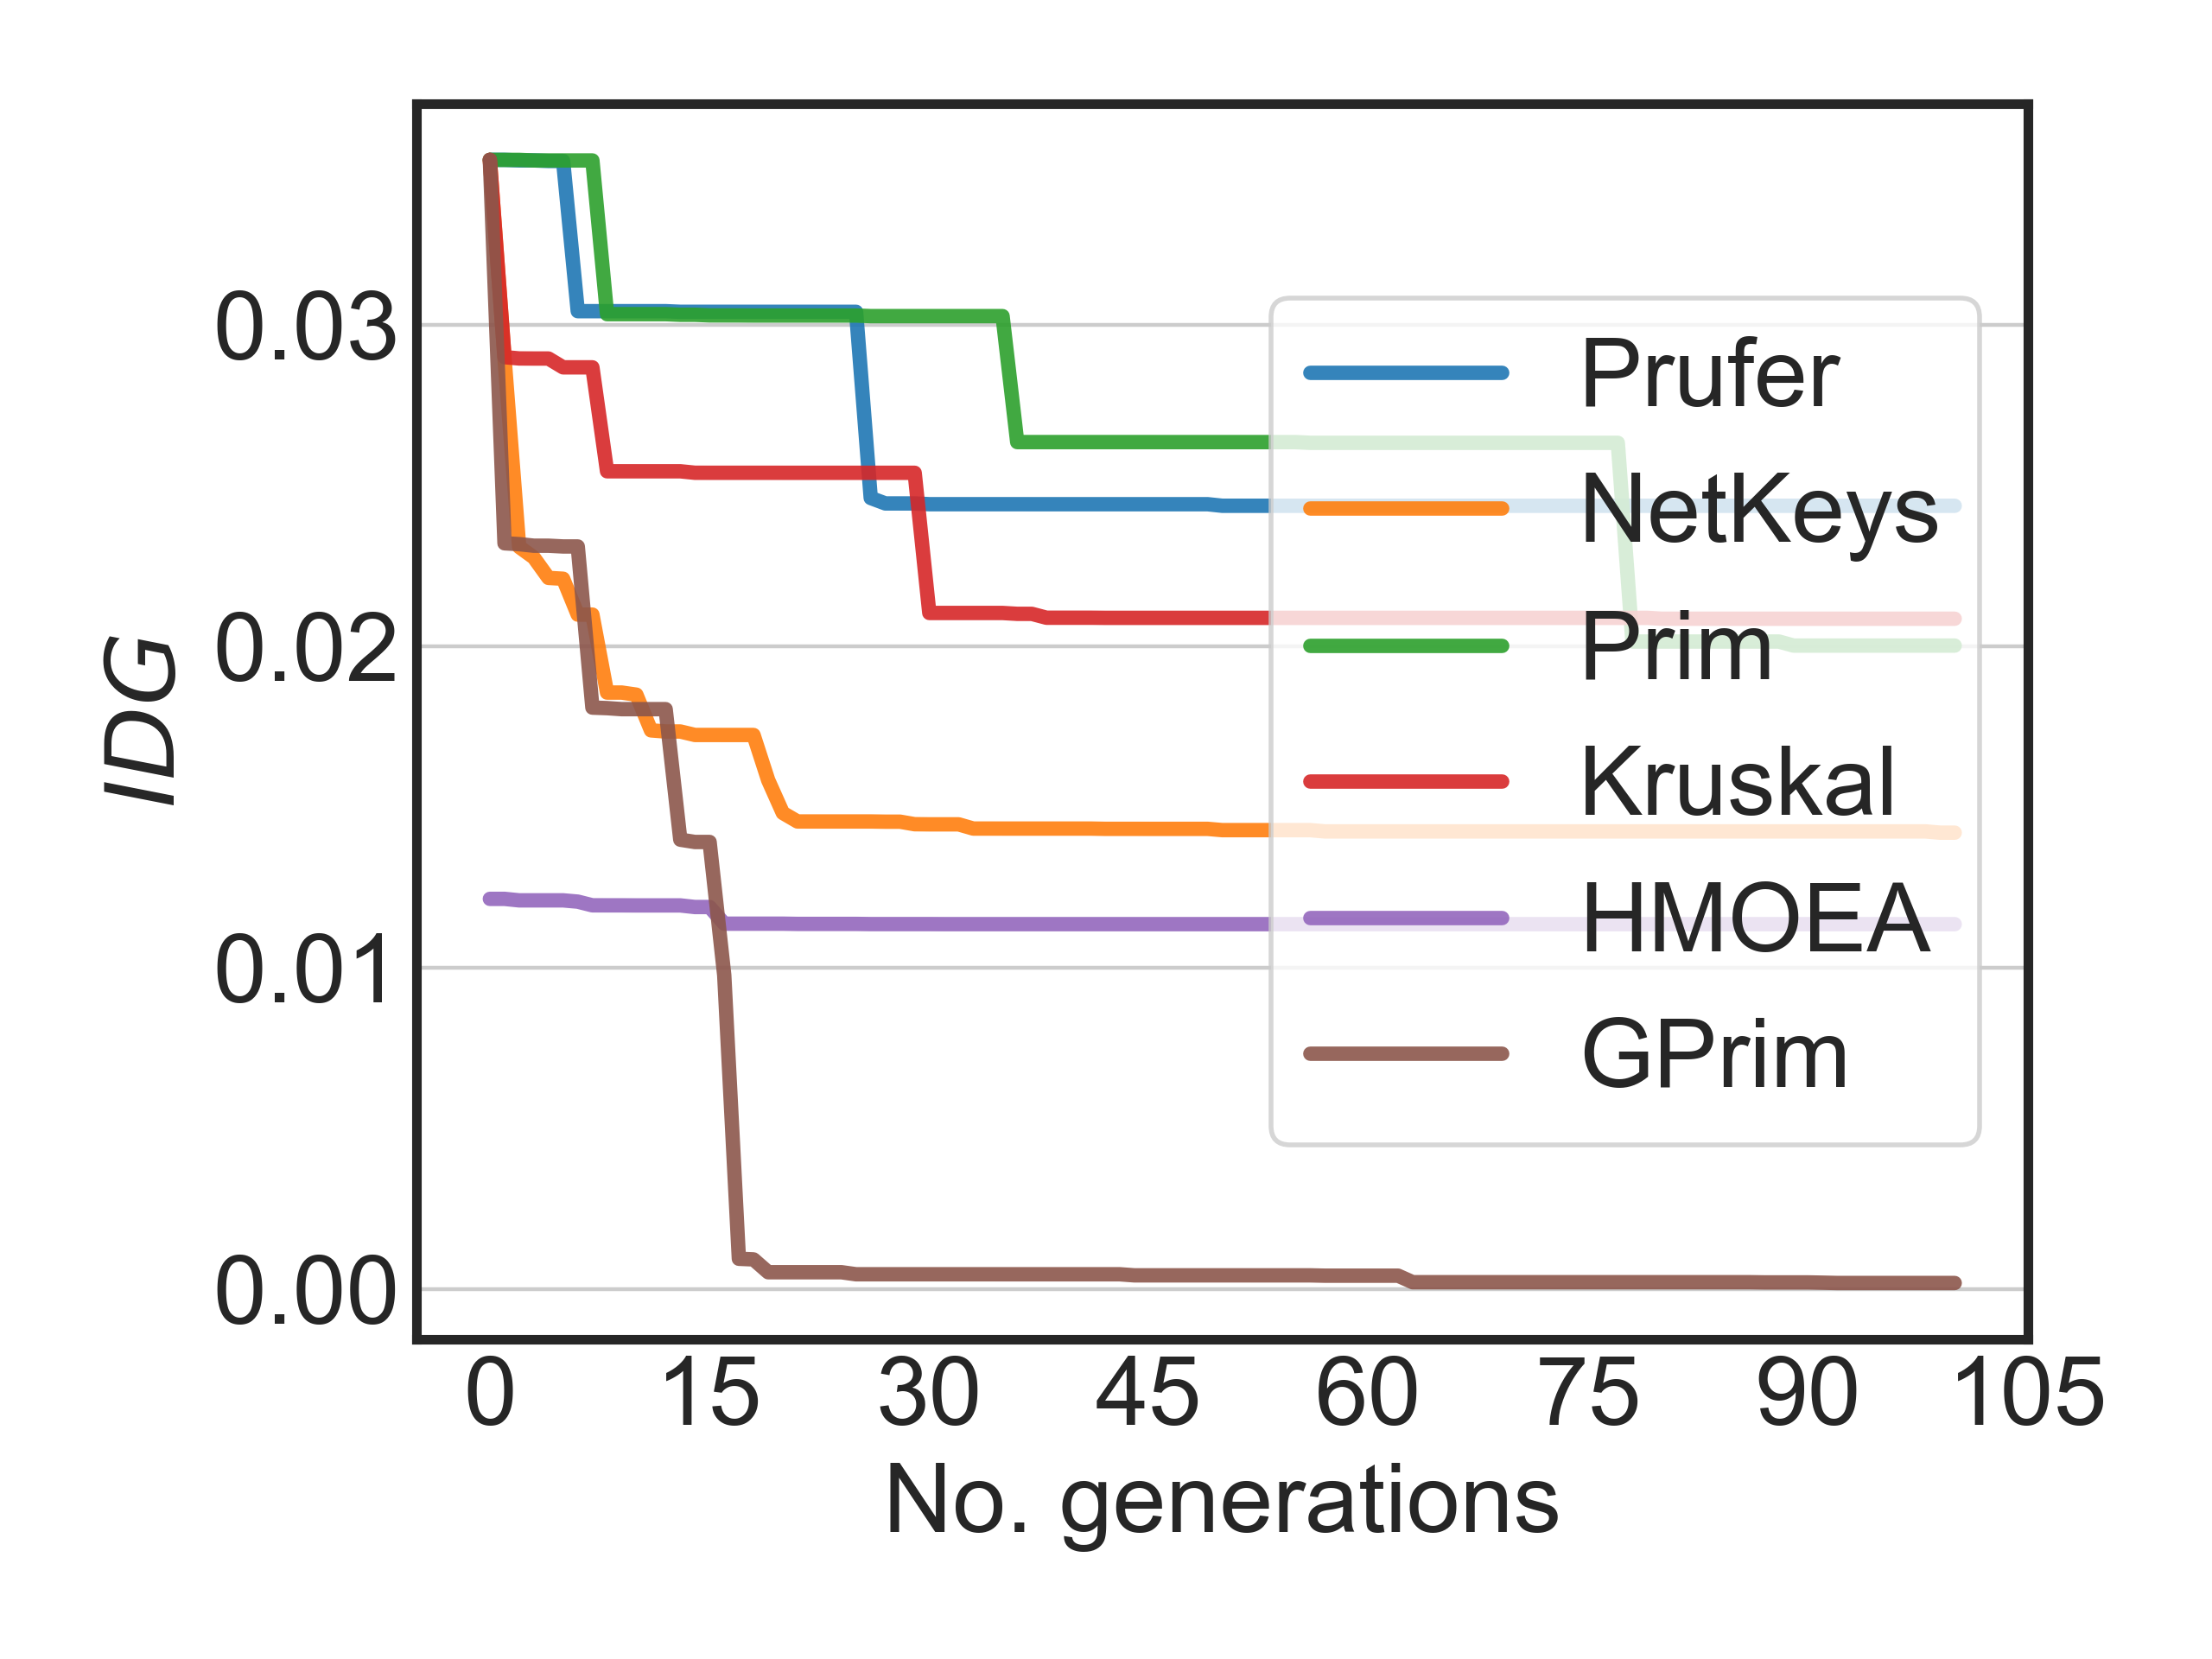 0.03
0.02
0.01
0.00
IDG
0 15 30 45 60 75 90 105
No. generations
Prufer
NetKeys
Prim
Kruskal
HMOEA
GPrim